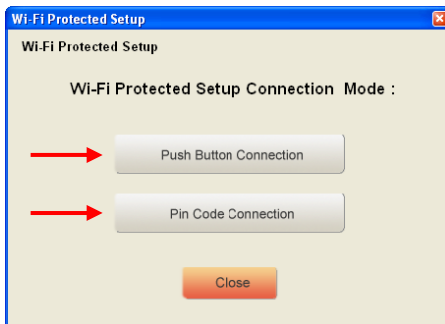 Wi-Fi Protected Setup
Wi-Fi Protected Setup
Wi-Fi Protected Setup Connection Mode :
Push Button Connection
Pin Code Connection
Close